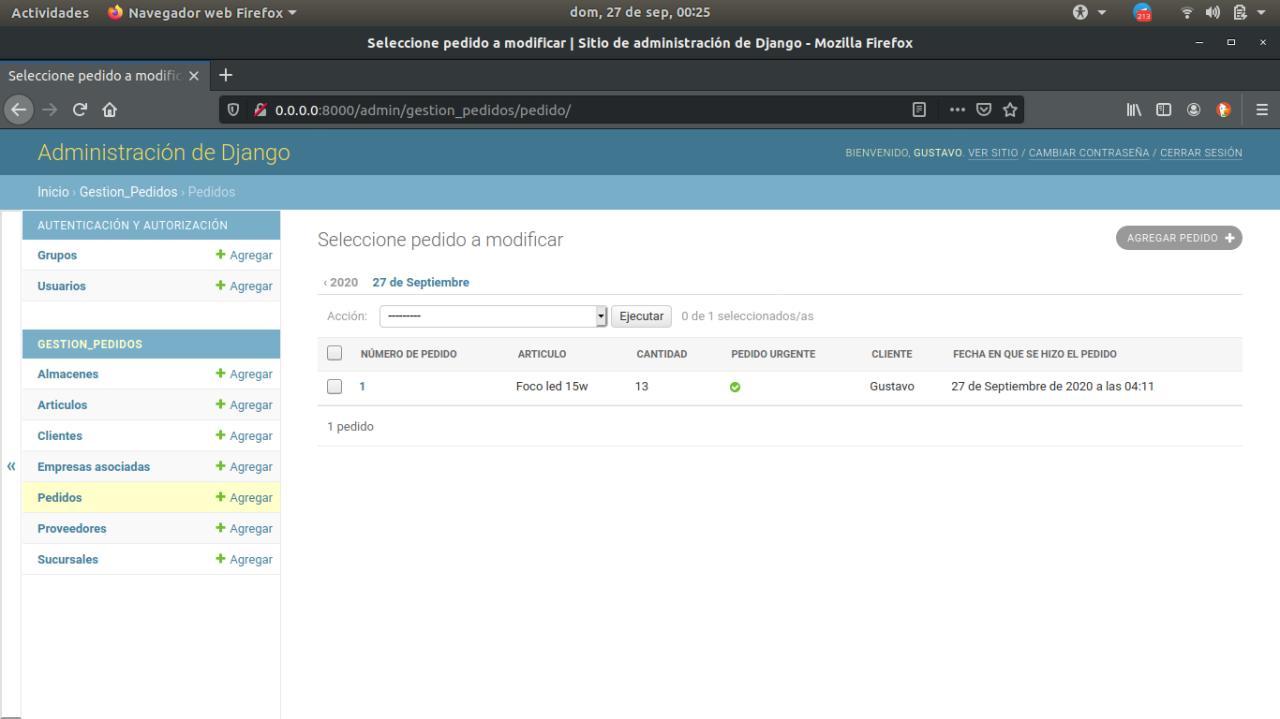 Actividades Navegador web Firefox dom, 27 de sep, 00:25 213
Seleccione pedido a modificar | Sitio de administración de Django - Mozilla Firefox
Seleccione pedido a modific
0.0.0.0:8000/admin/gestion_pedidos/pedido/
Administración de Django
BIENVENIDO, GUSTAVO. VER SITIO / CAMBIAR CONTRASEÑA / CERRAR SESIÓN
Inicio › Gestion_Pedidos › Pedidos
AUTENTICACIÓN Y AUTORIZACIÓN
Grupos + Agregar
Usuarios + Agregar
GESTION_PEDIDOS
Almacenes + Agregar
Articulos + Agregar
Clientes + Agregar
«
Empresas asociadas + Agregar
Pedidos + Agregar
Proveedores + Agregar
Sucursales + Agregar
Seleccione pedido a modificar
AGREGAR PEDIDO +
‹ 2020 27 de Septiembre
Acción: --------- Ejecutar 0 de 1 seleccionados/as
NÚMERO DE PEDIDO ARTICULO CANTIDAD PEDIDO URGENTE CLIENTE FECHA EN QUE SE HIZO EL PEDIDO
1 Foco led 15w 13 Gustavo 27 de Septiembre de 2020 a las 04:11
1 pedido